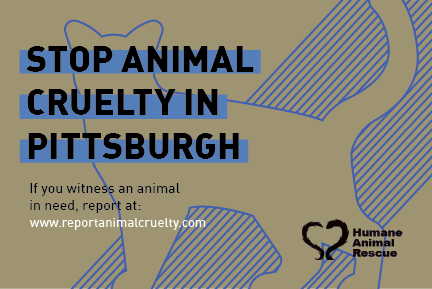 STOP ANIMAL
CRUELTY IN
PITTSBURGH
If you witness an animal
in need, report at:
www.reportanimalcruelty.com
Humane
Animal
Rescue